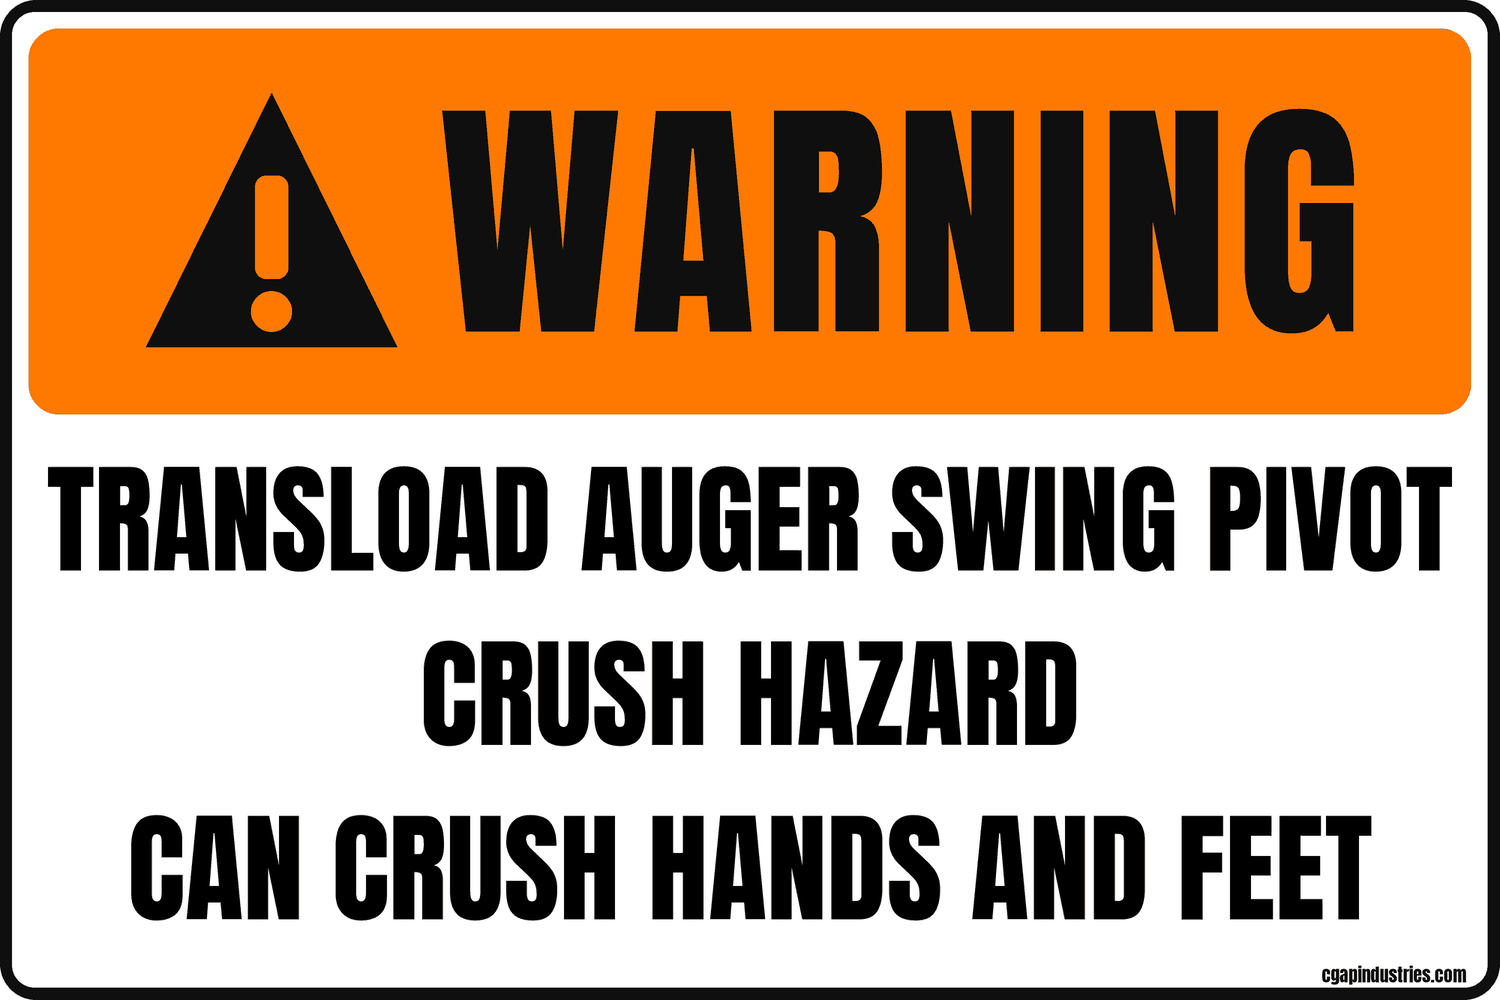 WARNING
TRANSLOAD AUGER SWING PIVOT
CRUSH HAZARD
CAN CRUSH HANDS AND FEET
cgapindustries.com